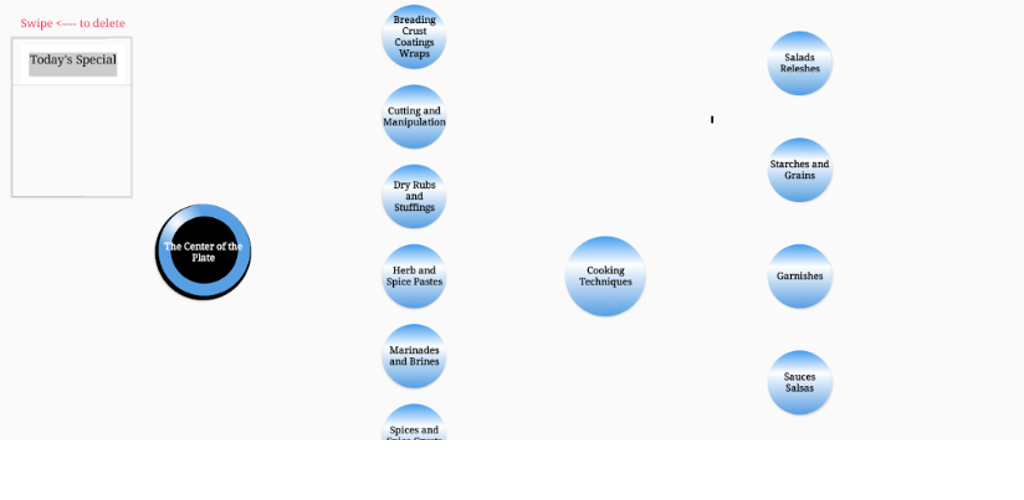 Swipe <---- to delete
Today's Special
The Center of the
Plate
Breading
Crust
Coatings
Wraps
Cutting and
Manipulation
Dry Rubs
and
Stuffings
Herb and
Spice Pastes
Marinades
and Brines
Spices and
Cooking
Techniques
Salads
Releshes
Starches and
Grains
Garnishes
Sauces
Salsas